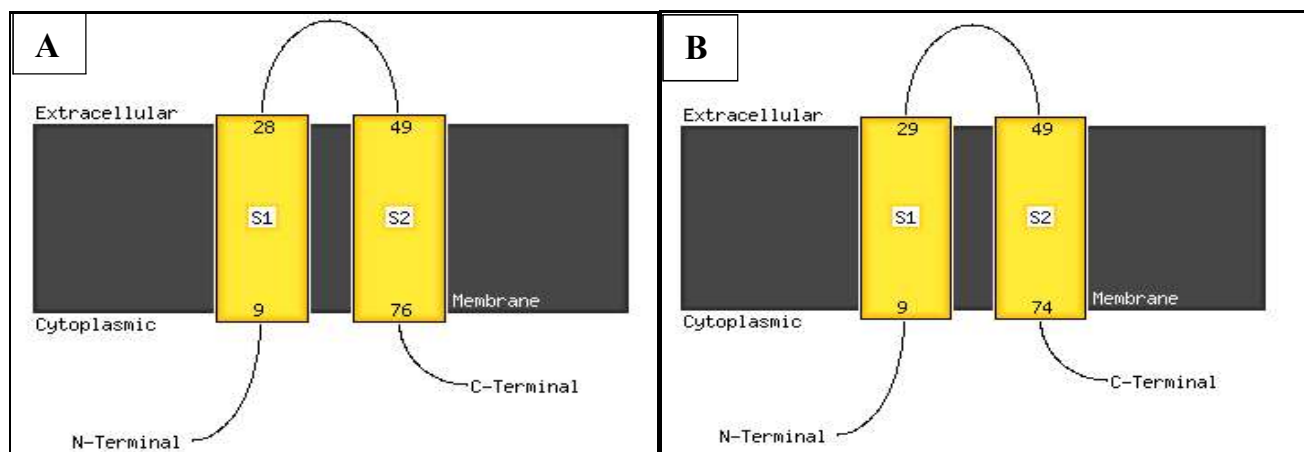 A
Extracellular
28 49
S1 S2
9 76
Membrane
Cytoplasmic
C-Terminal
N-Terminal
B
Extracellular
29 49
S1 S2
9 74
Membrane
Cytoplasmic
C-Terminal
N-Terminal